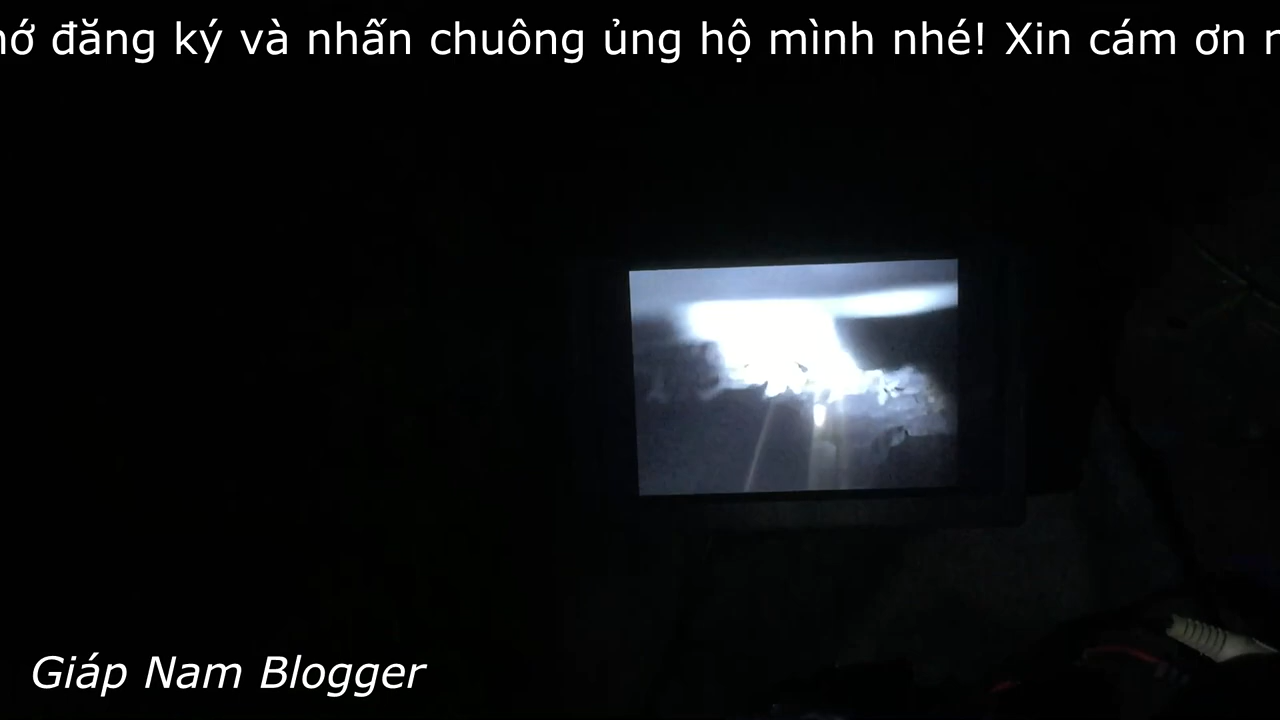 đăng ký và nhấn chuông ủng hộ mình nhé! Xin cám ơn
Giáp Nam Blogger